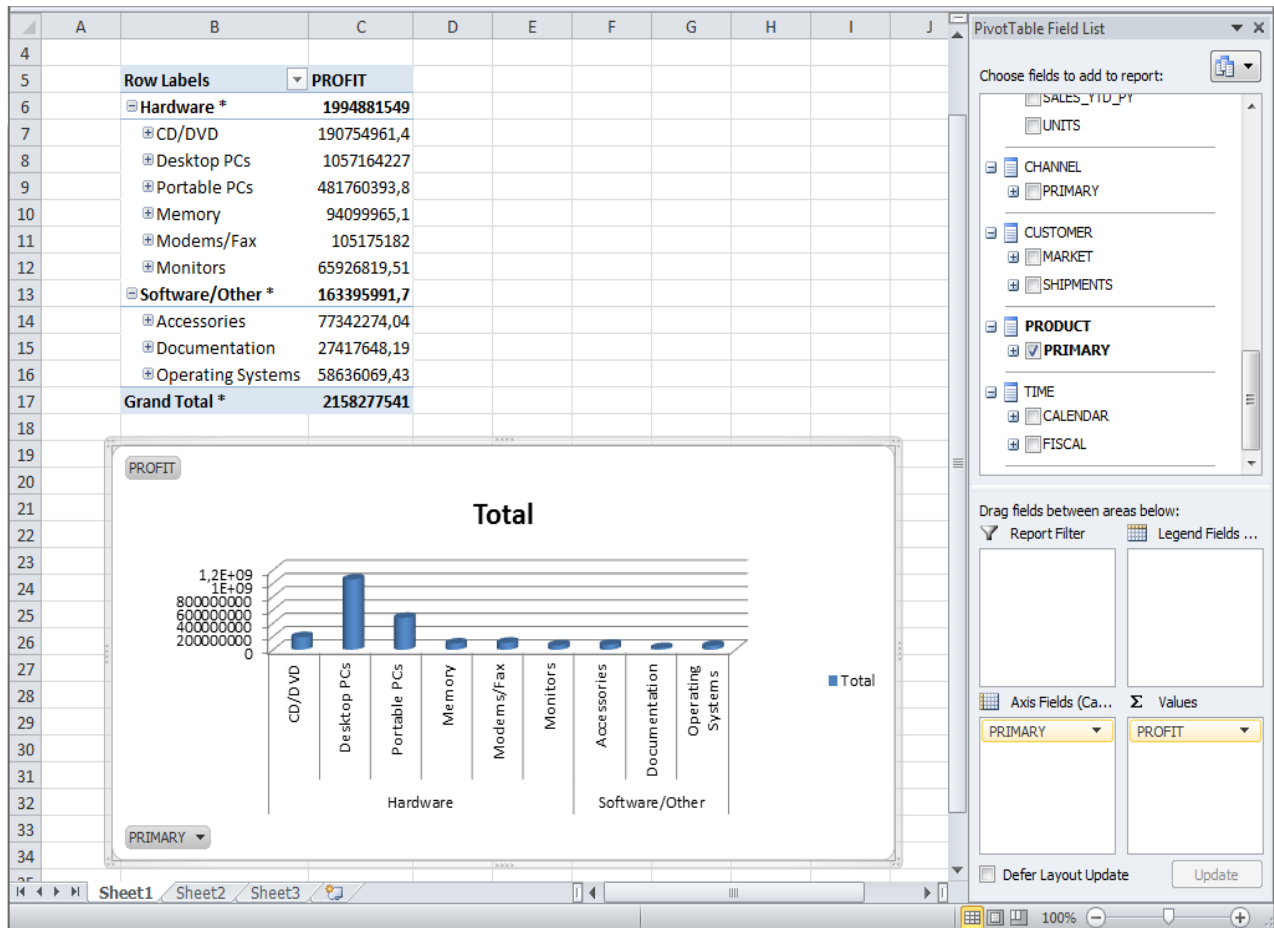 A B C D E F G H I J
4
5 Row Labels PROFIT
6 Hardware * 1994881549
7 CD/DVD 190754961,4
8 Desktop PCs 1057164227
9 Portable PCs 481760393,8
10 Memory 94099965,1
11 Modems/Fax 105175182
12 Monitors 65926819,51
13 Software/Other * 163395991,7
14 Accessories 77342274,04
15 Documentation 27417648,19
16 Operating Systems 58636069,43
17 Grand Total * 2158277541
18
19
20
21
22
23
24
25
26
27
28
29
30
31
32
33
34
PROFIT
Total
1,2E+09
1E+09
800000000
600000000
400000000
200000000
0
CD/DVD
Desktop PCs
Portable PCs
Memory
Modems/Fax
Monitors
Accessories
Documentation
Operating
Systems
Hardware
Software/Other
Total
PRIMARY
Sheet1 Sheet2 Sheet3
PivotTable Field List
Choose fields to add to report:
SALES_YTD_PY
UNITS
CHANNEL
PRIMARY
CUSTOMER
MARKET
SHIPMENTS
PRODUCT
PRIMARY
TIME
CALENDAR
FISCAL
Drag fields between areas below:
Report Filter Legend Fields ...
Axis Fields (Ca... Σ Values
PRIMARY PROFIT
Defer Layout Update Update
100%